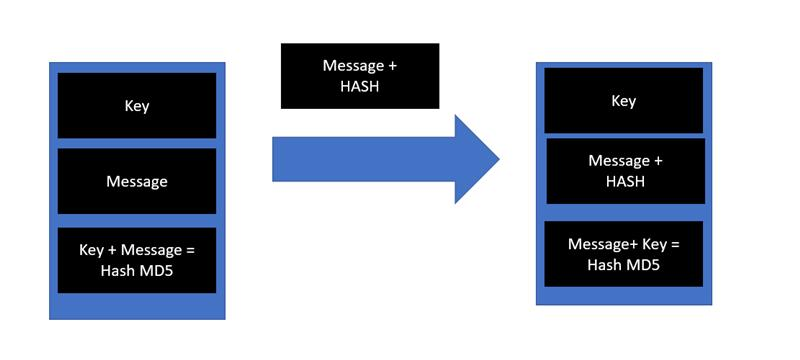 Key
Message
Key + Message =
Hash MD5
Message +
HASH
Key
Message +
HASH
Message+ Key =
Hash MD5